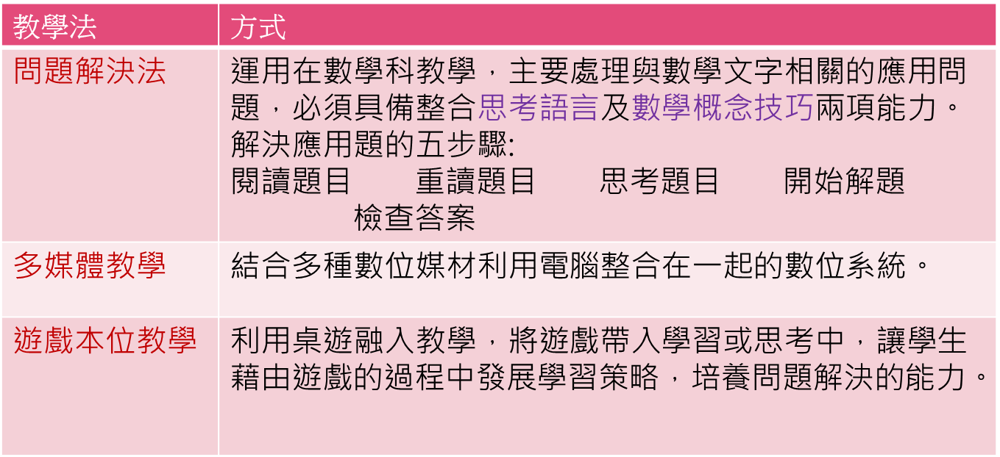 教學法 方式
問題解決法 運用在數學科教學，主要處理與數學文字相關的應用問
題，必須具備整合思考語言及數學概念技巧兩項能力。
解決應用題的五步驟:
閱讀題目 重讀題目 思考題目 開始解題
檢查答案
多媒體教學 結合多種數位媒材利用電腦整合在一起的數位系統。
遊戲本位教學 利用桌遊融入教學，將遊戲帶入學習或思考中，讓學生
藉由遊戲的過程中發展學習策略，培養問題解決的能力。